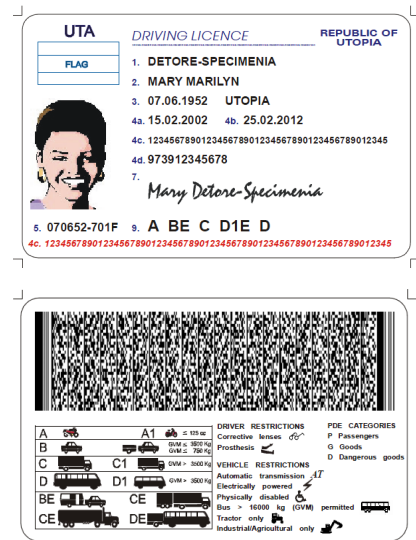 UTA
FLAG
DRIVING LICENCE
REPUBLIC OF
UTOPIA
1. DETORE-SPECIMENIA
2. MARY MARILYN
3. 07.06.1952 UTOPIA
4a. 15.02.2002 4b. 25.02.2012
4c. 123456789012345678901234567890123456789012345
4d. 973912345678
7.
Mary Detore-Specimenia
5. 070652-701F 9. A BE C D1E D
4c. 12345678901234567890123456789012345678901234567890123456789012345
A A1 ≤ 125 cc
B GVM ≤ 3500 Kg
GVM ≤ 750 Kg
C C1 GVM > 3500 Kg
D D1 GVM > 3500 Kg
BE CE
CE DE
DRIVER RESTRICTIONS
Corrective lenses
Prosthesis
VEHICLE RESTRICTIONS
Automatic transmission AT
Electrically powered
Physically disabled
Bus > 16000 kg (GVM) permitted
Tractor only
Industrial/Agricultural only
PDE CATEGORIES
P Passengers
G Goods
D Dangerous goods